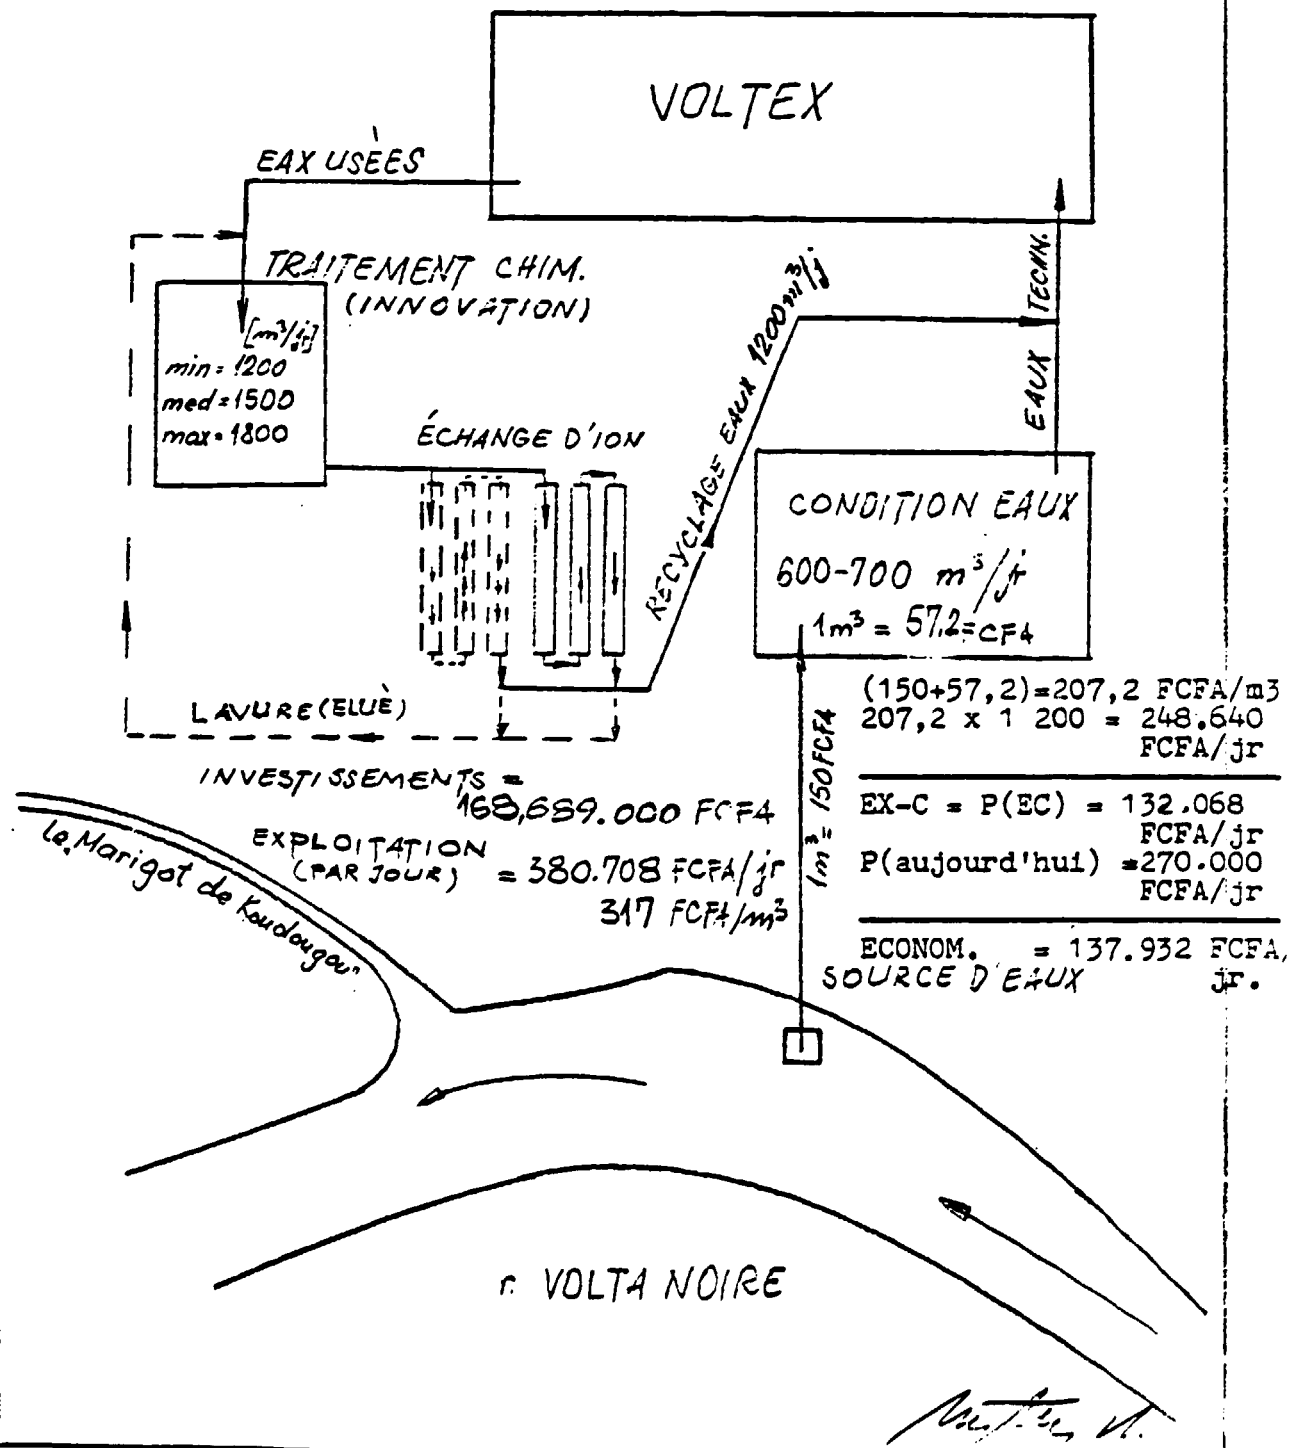 VOLTEX
EAX USÈES
TRAITEMENT CHIM.
(INNOVATION)
[m³/jr]
min = 1200
med = 1500
max = 1800
ÉCHANGE D'ION
RECYCLAGE EAUX 1200 m³/j
EAUX TECHN.
CONDITION EAUX
600-700 m³/jr
1m³ = 57,2 = CFA
LAVURE (ELUÈ)
1m³ = 150 FCFA
(150+57,2)=207,2 FCFA/m3
207,2 x 1 200 = 248.640
FCFA/jr
INVESTISSEMENTS =
168,689.000 FCFA
EXPLOITATION
(PAR JOUR) = 380.708 FCFA/jr
317 FCFA/m³
EX-C = P(EC) = 132.068
FCFA/jr
P(aujourd'hui) =270.000
FCFA/jr
ECONOM. = 137.932 FCFA,
jr.
SOURCE D'EAUX
le „Marigot de Koudougou"
r. VOLTA NOIRE